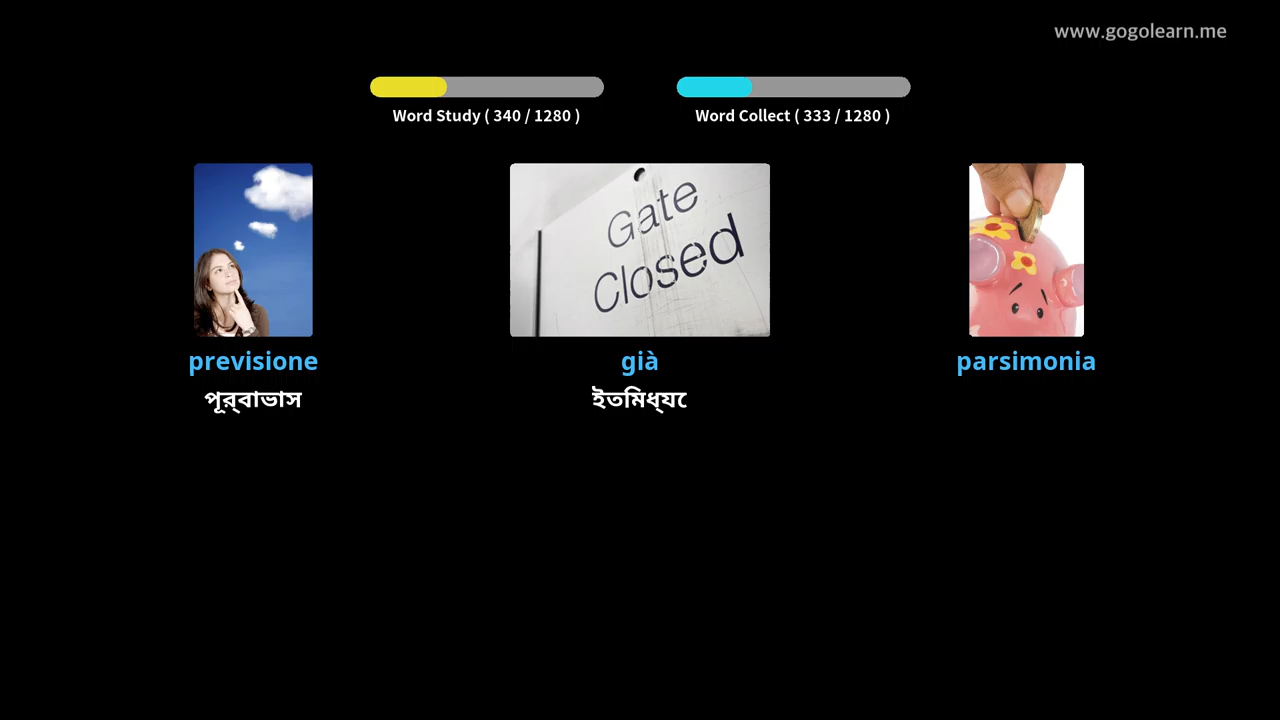 www.gogolearn.me
Word Study ( 340 / 1280 )
Word Collect ( 333 / 1280 )
Gate
Closed
previsione
già
parsimonia
পূর্বাভাস
ইতিমধ্যে